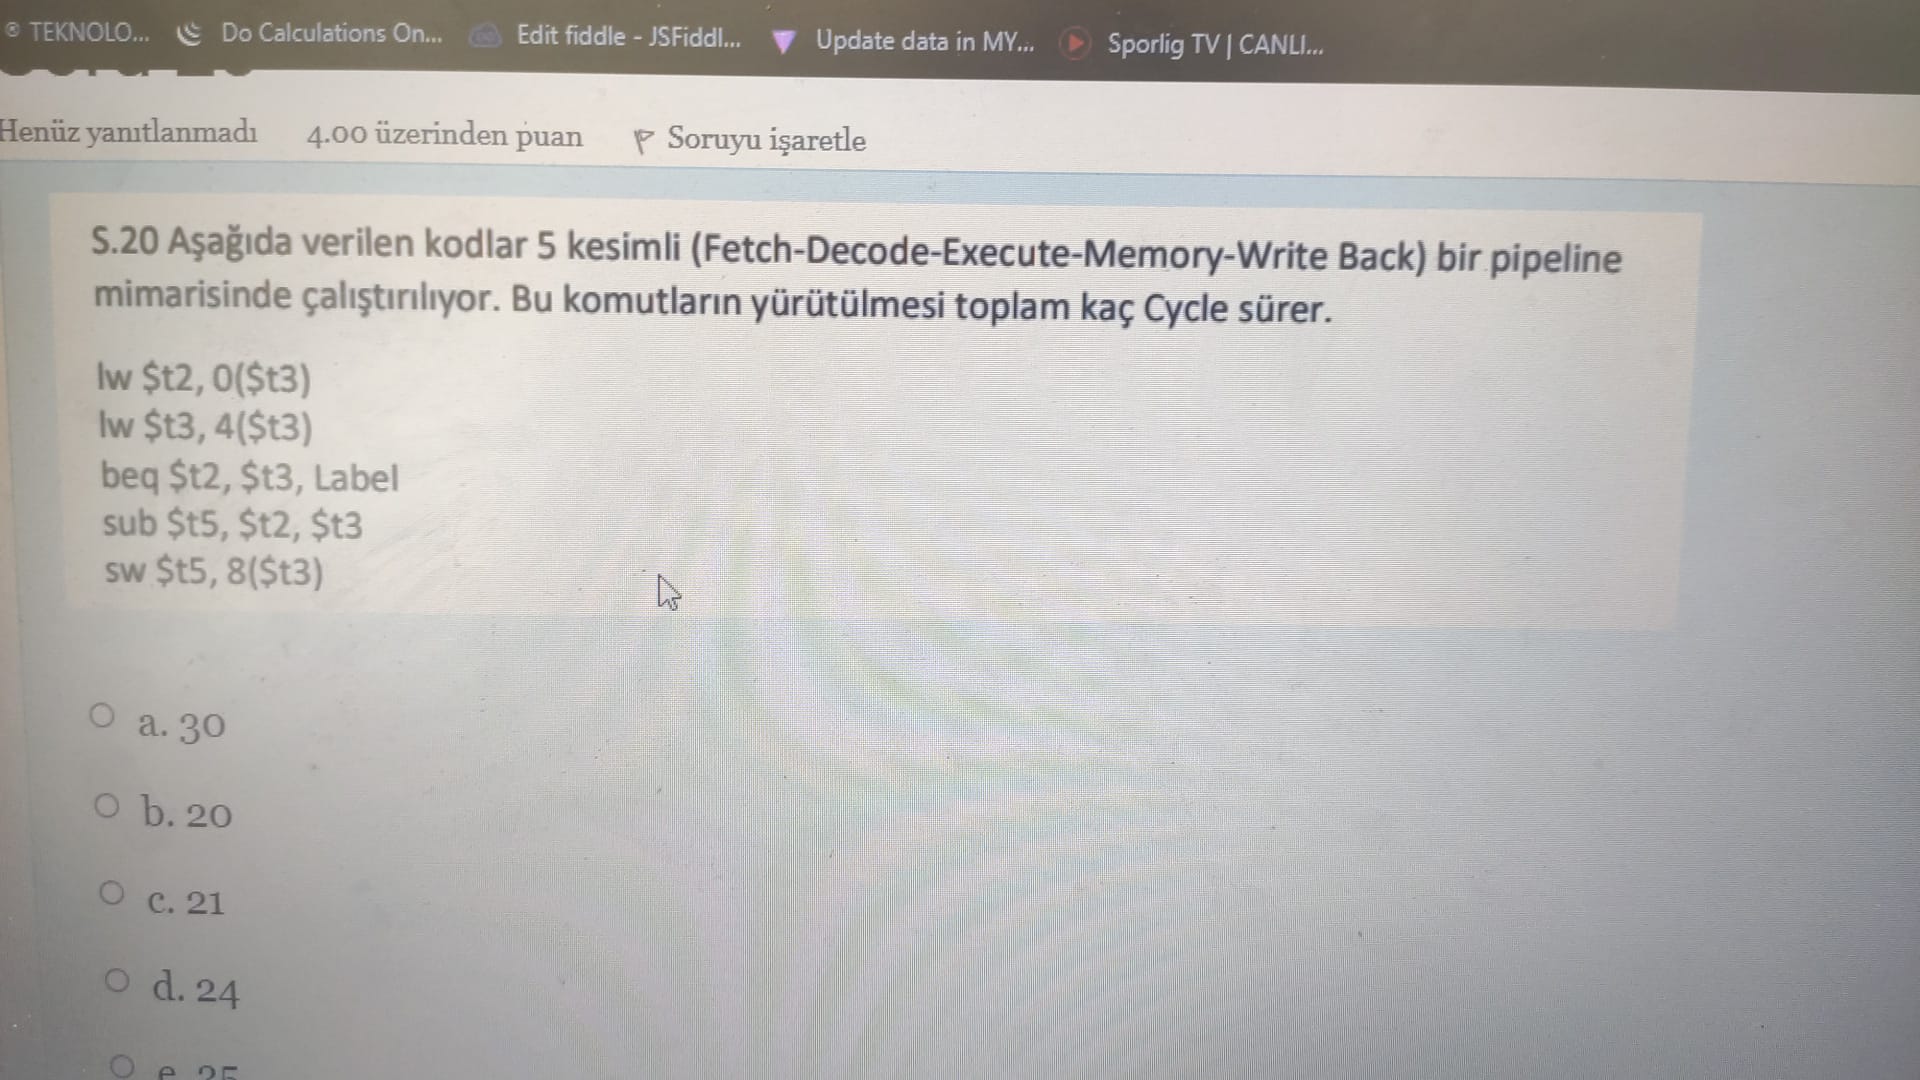 TEKNOLO... Do Calculations On... Edit fiddle - JSFiddl... Update data in MY... Sporlig TV | CANLI...
Henüz yanıtlanmadı 4.00 üzerinden puan Soruyu işaretle
S.20 Aşağıda verilen kodlar 5 kesimli (Fetch-Decode-Execute-Memory-Write Back) bir pipeline
mimarisinde çalıştırılıyor. Bu komutların yürütülmesi toplam kaç Cycle sürer.
lw $t2, 0($t3)
lw $t3, 4($t3)
beq $t2, $t3, Label
sub $t5, $t2, $t3
sw $t5, 8($t3)
a. 30
b. 20
c. 21
d. 24
e. 25